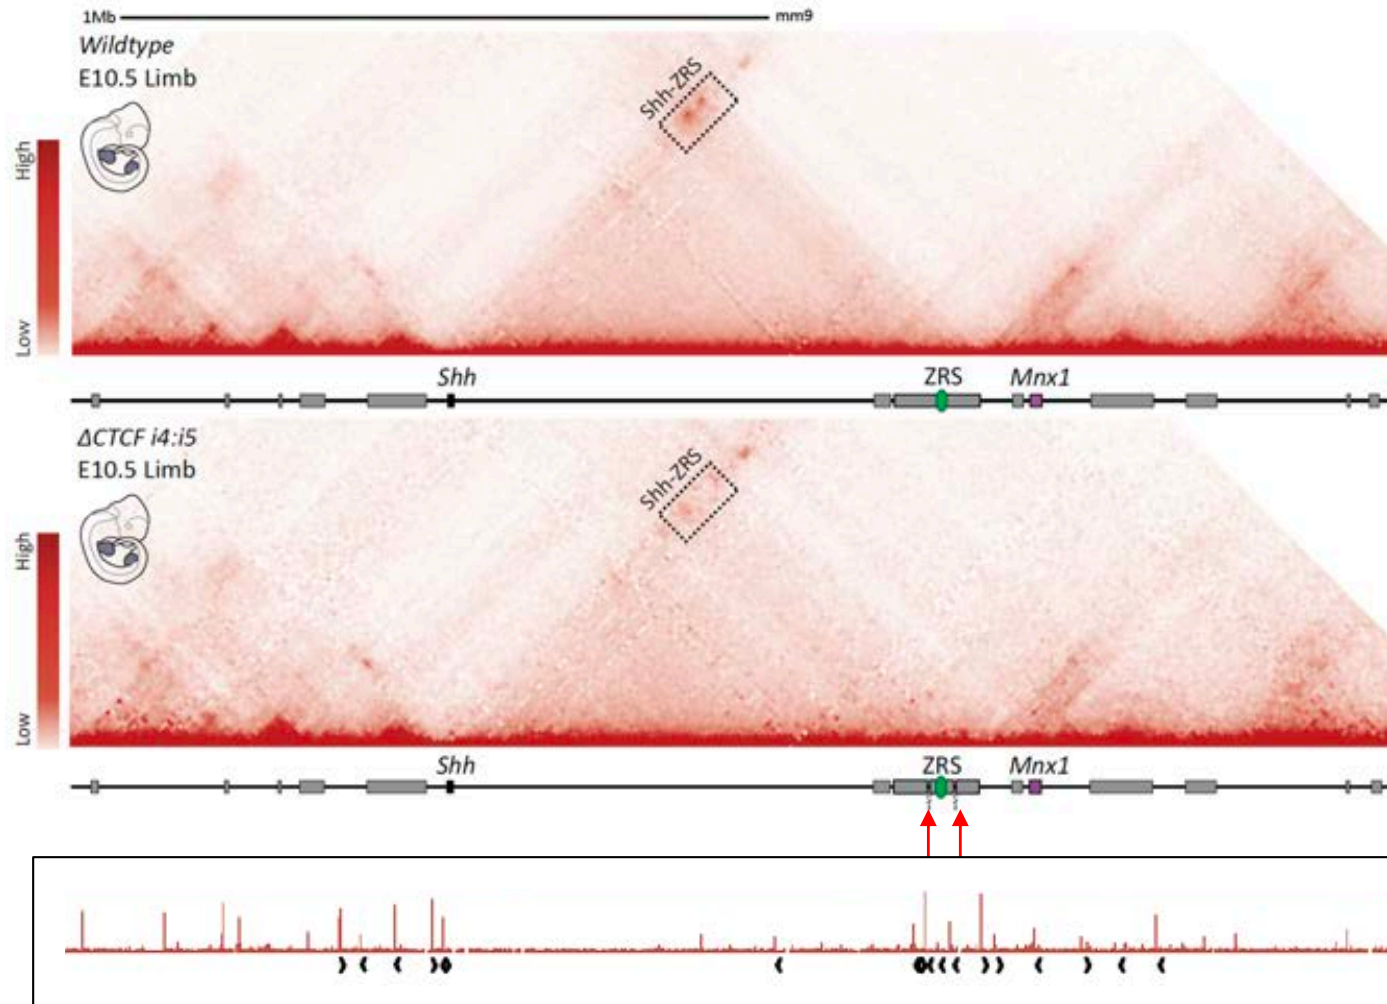 1Mb mm9
Wildtype
E10.5 Limb
Shh-ZRS
High
Low
Shh ZRS Mnx1
ΔCTCF i4:i5
E10.5 Limb
Shh-ZRS
High
Low
Shh ZRS Mnx1